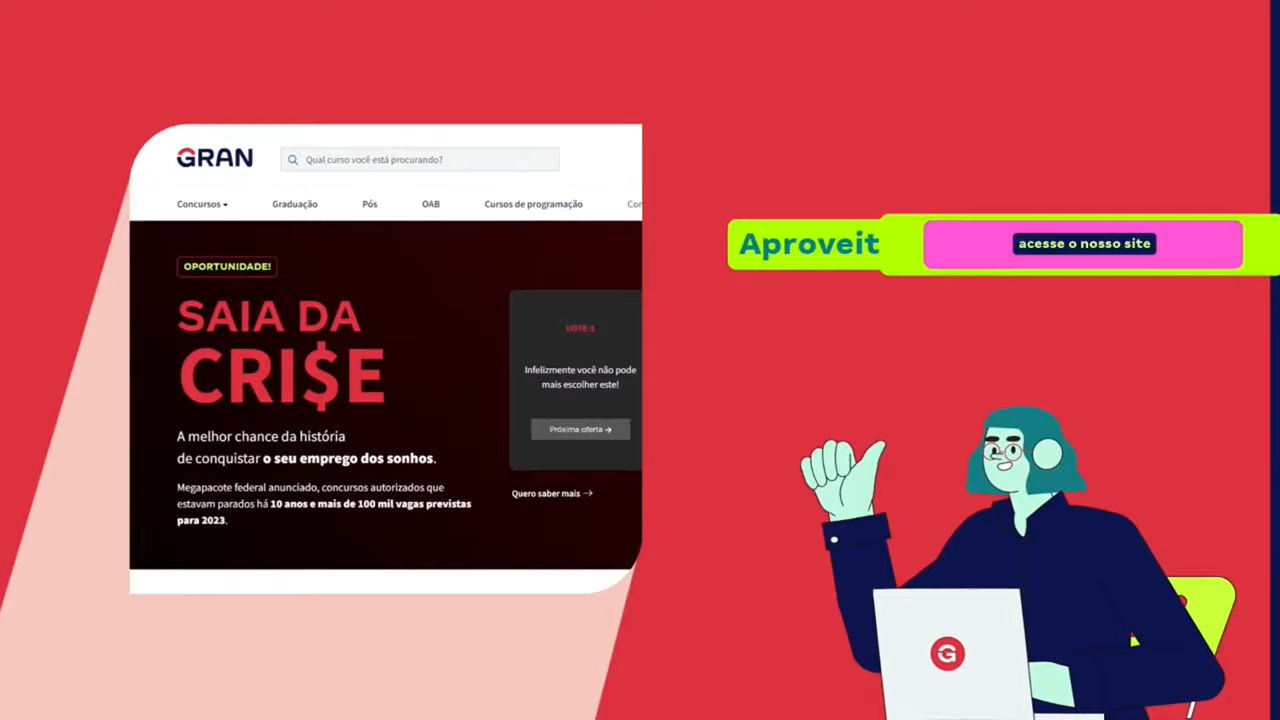 GRAN
Qual curso você está procurando?
Concursos
Graduação
Pós
OAB
Cursos de programação
Cor
OPORTUNIDADE!
SAIA DA
CRI$E
A melhor chance da história
de conquistar o seu emprego dos sonhos.
Megapacote federal anunciado, concursos autorizados que
estavam parados há 10 anos e mais de 100 mil vagas previstas
para 2023.
LOTE 1
Infelizmente você não pode
mais escolher este!
Próxima oferta →
Quero saber mais →
Aproveit
acesse o nosso site
G